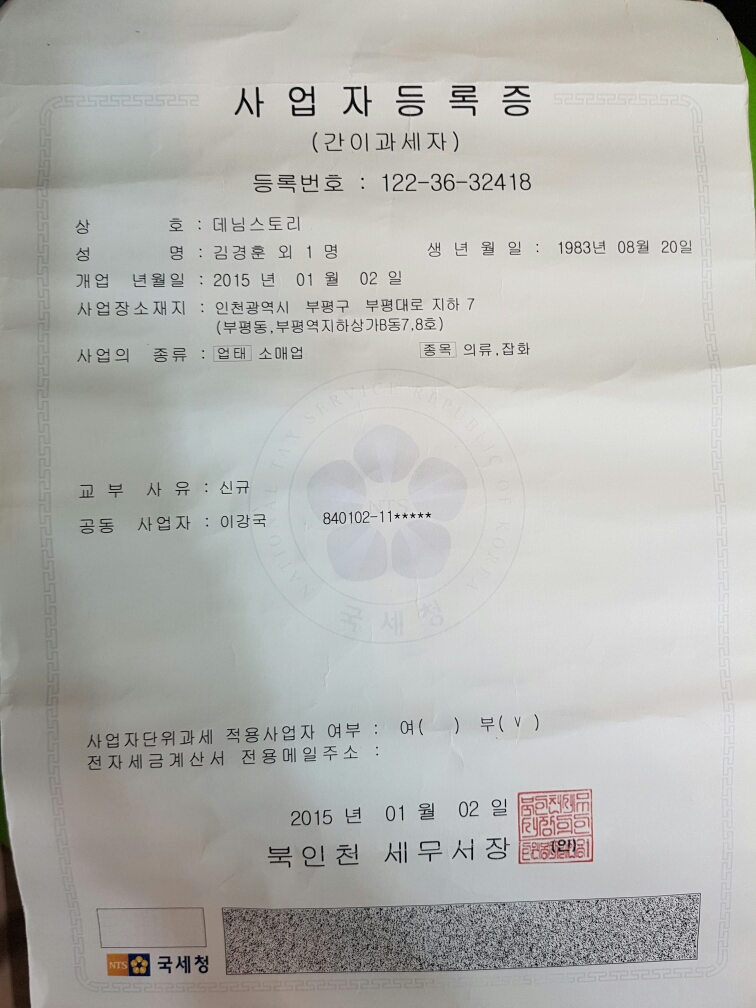 사업자등록증
(간이과세자)
등록번호 : 122-36-32418
상 호 : 데님스토리
성 명 : 김경훈 외 1 명 생 년 월 일 : 1983년 08월 20일
개업 년월일 : 2015 년 01 월 02 일
사업장소재지 : 인천광역시 부평구 부평대로 지하 7
(부평동,부평역지하상가B동7,8호)
사업의 종류 : 업태 소매업 종목 의류,잡화
NATIONAL TAX SERVICE REPUBLIC OF KOREA
NTS
국세청
교 부 사 유 : 신규
공동 사업자 : 이강국 840102-11*****
사업자단위과세 적용사업자 여부 : 여( ) 부( v )
전자세금계산서 전용메일주소 :
2015 년 01 월 02 일
북인천 세무서장 (인)
NTS 국세청